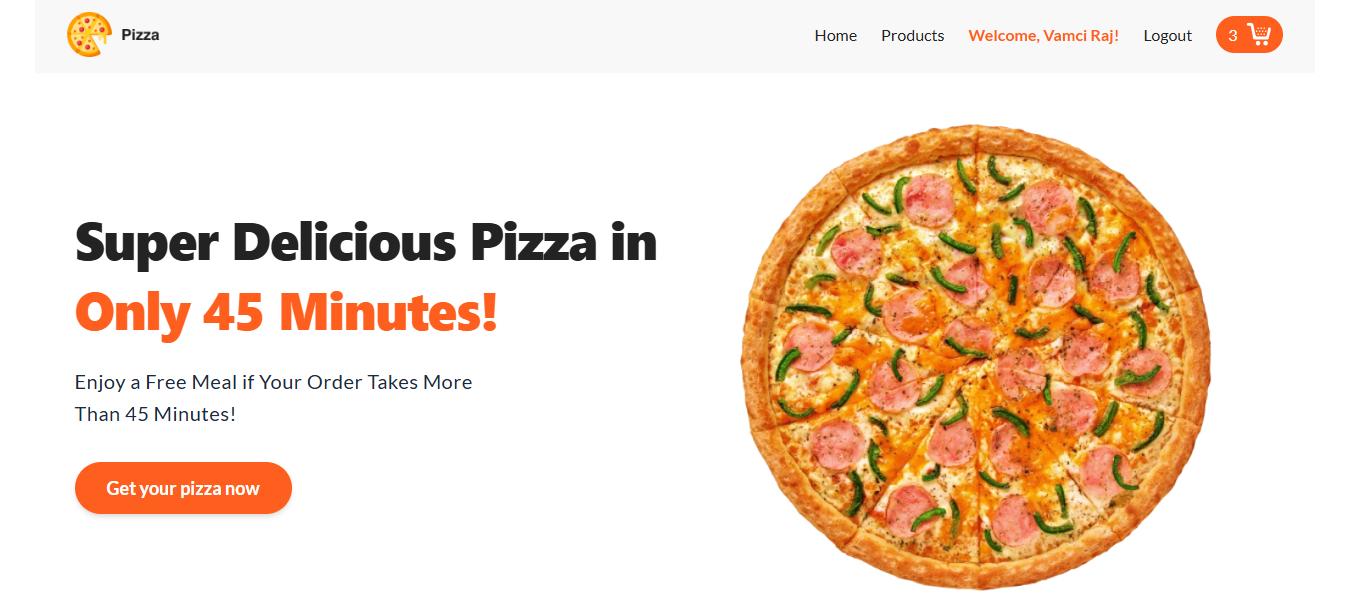 Pizza
Home Products Welcome, Vamci Raj! Logout 3
Super Delicious Pizza in
Only 45 Minutes!
Enjoy a Free Meal if Your Order Takes More
Than 45 Minutes!
Get your pizza now